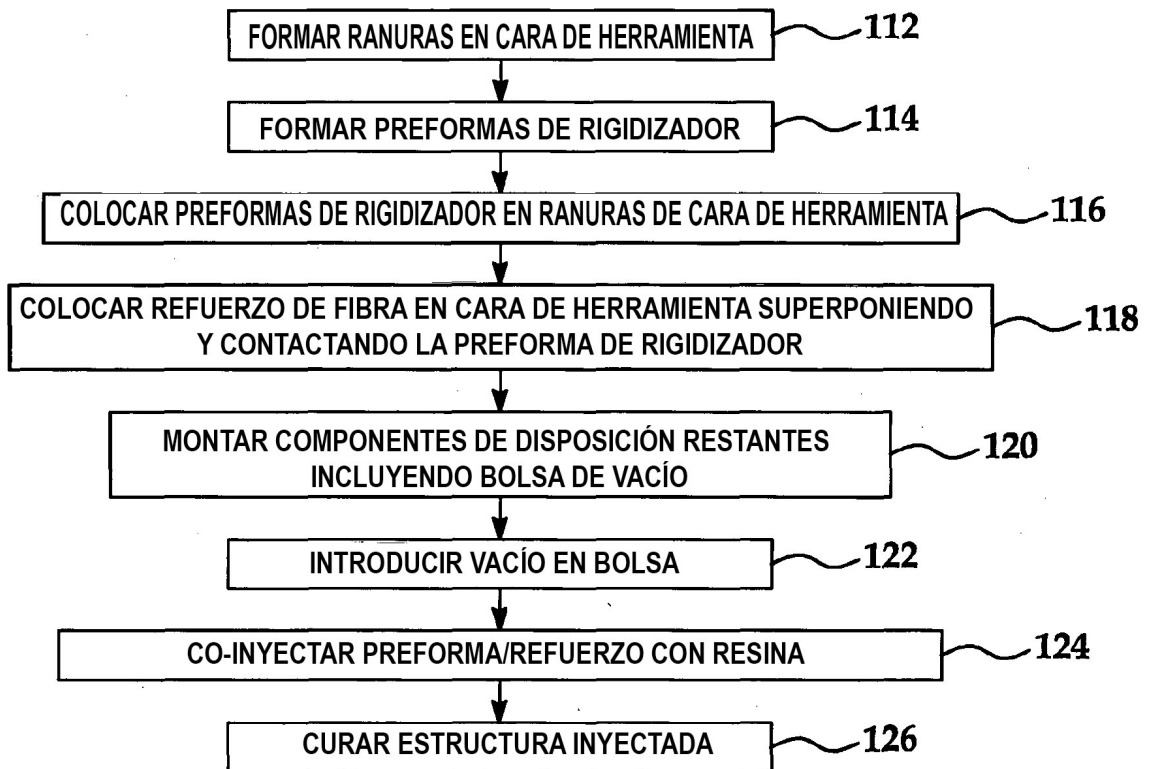 FORMAR RANURAS EN CARA DE HERRAMIENTA 112
FORMAR PREFORMAS DE RIGIDIZADOR 114
COLOCAR PREFORMAS DE RIGIDIZADOR EN RANURAS DE CARA DE HERRAMIENTA 116
COLOCAR REFUERZO DE FIBRA EN CARA DE HERRAMIENTA SUPERPONIENDO
Y CONTACTANDO LA PREFORMA DE RIGIDIZADOR 118
MONTAR COMPONENTES DE DISPOSICIÓN RESTANTES
INCLUYENDO BOLSA DE VACÍO 120
INTRODUCIR VACÍO EN BOLSA 122
CO-INYECTAR PREFORMA/REFUERZO CON RESINA 124
CURAR ESTRUCTURA INYECTADA 126